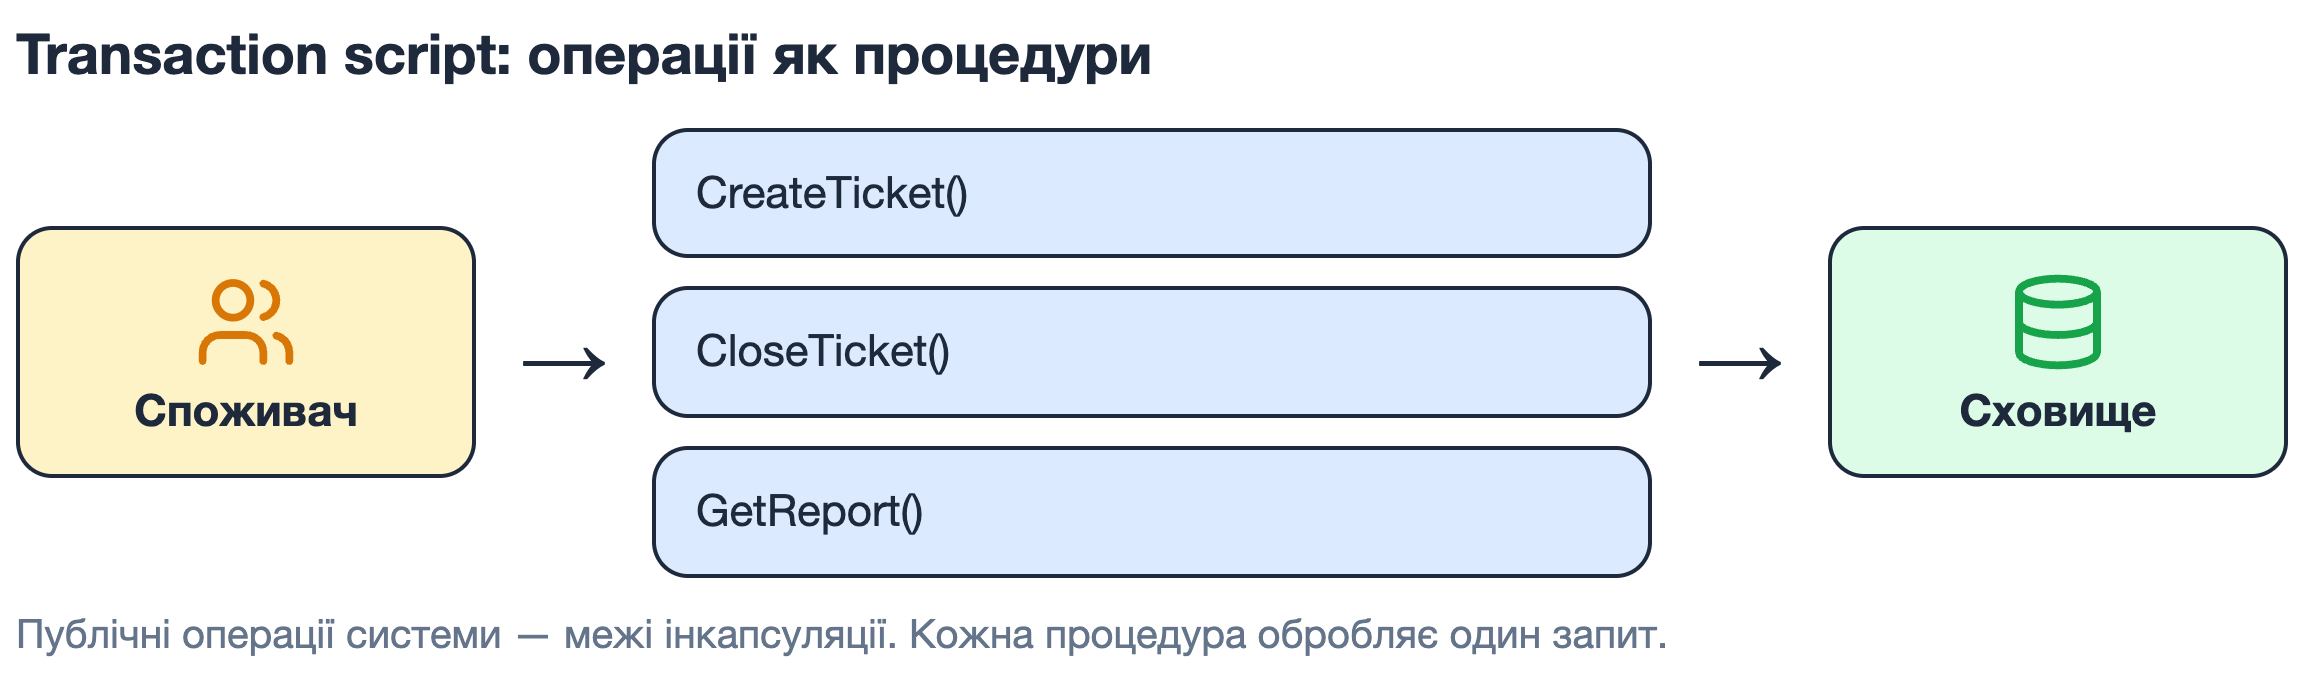 Transaction script: операції як процедури
CreateTicket()
Споживач
CloseTicket()
Сховище
GetReport()
Публічні операції системи — межі інкапсуляції. Кожна процедура обробляє один запит.